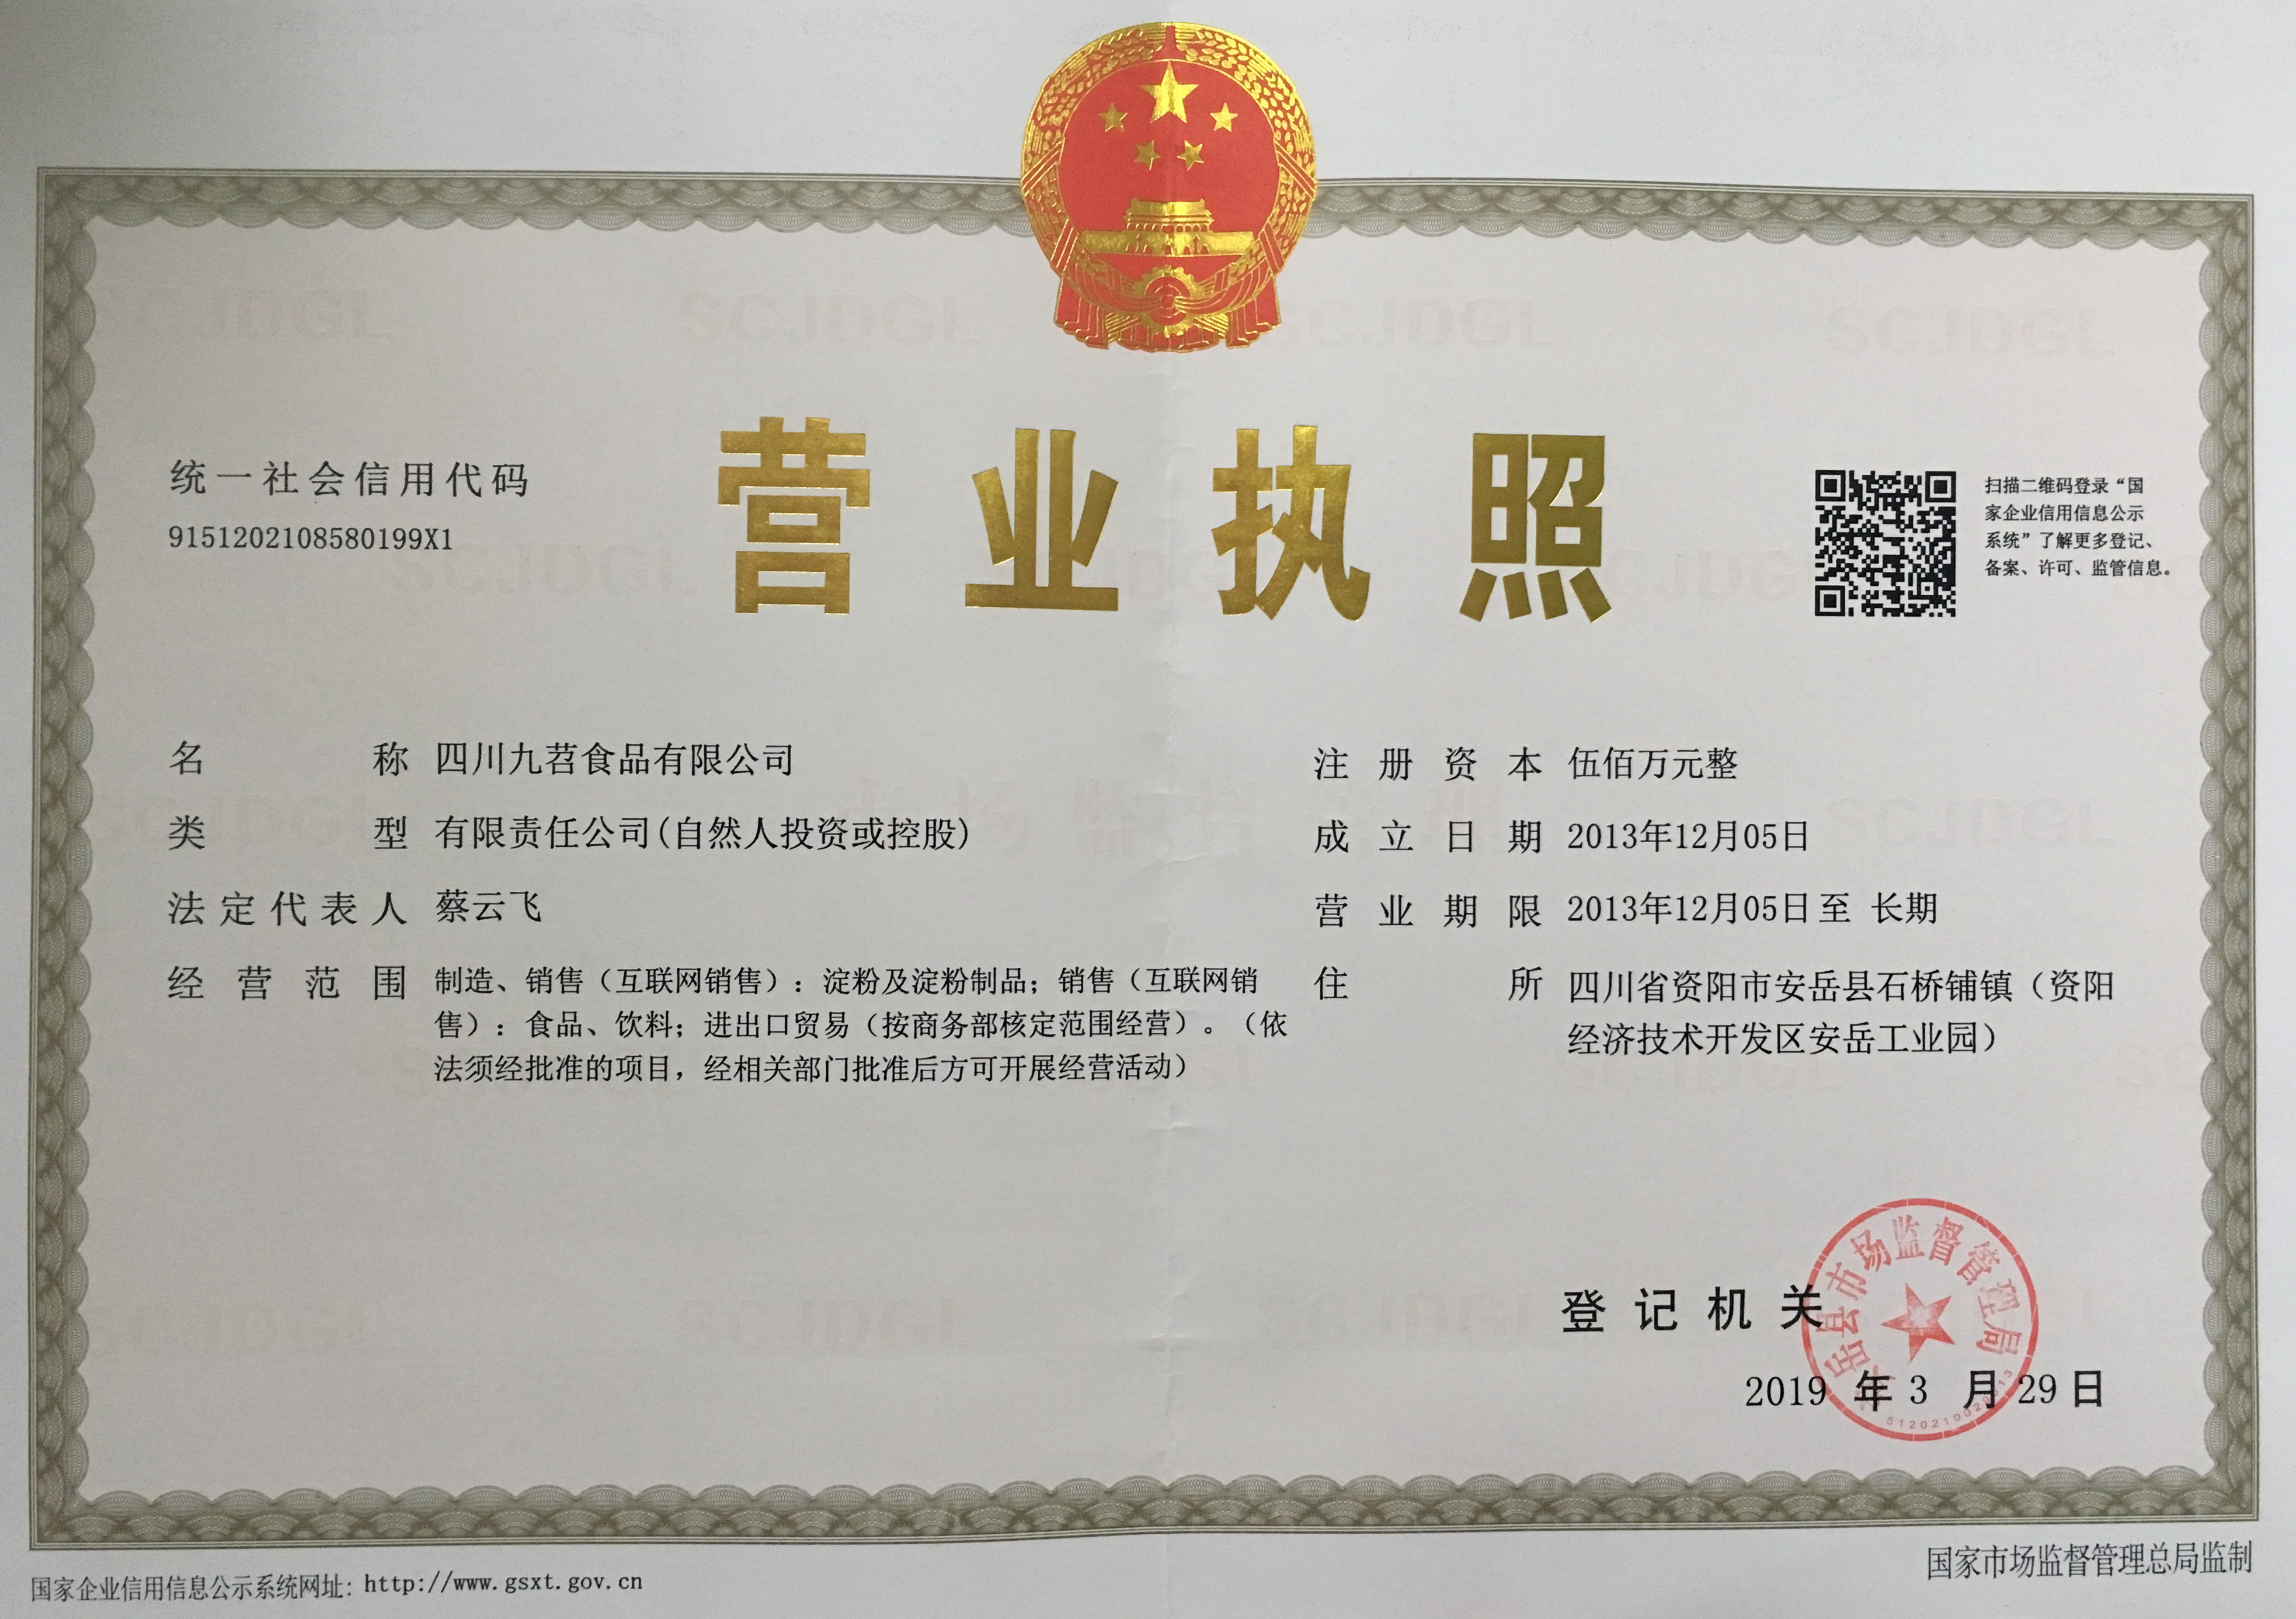 营业执照
统一社会信用代码
9151202108580199X1
扫描二维码登录“国
家企业信用信息公示
系统”了解更多登记、
备案、许可、监管信息。
名称 四川九苕食品有限公司
类型 有限责任公司(自然人投资或控股)
法定代表人 蔡云飞
经营范围 制造、销售（互联网销售）：淀粉及淀粉制品；销售（互联网销
售）：食品、饮料；进出口贸易（按商务部核定范围经营）。（依
法须经批准的项目，经相关部门批准后方可开展经营活动）
注册资本 伍佰万元整
成立日期 2013年12月05日
营业期限 2013年12月05日至 长期
住所 四川省资阳市安岳县石桥铺镇（资阳
经济技术开发区安岳工业园）
登记机关
岳县市场监督管理局
2019 年 3 月 29 日
国家企业信用信息公示系统网址: http://www.gsxt.gov.cn
国家市场监督管理总局监制
SCJDGL